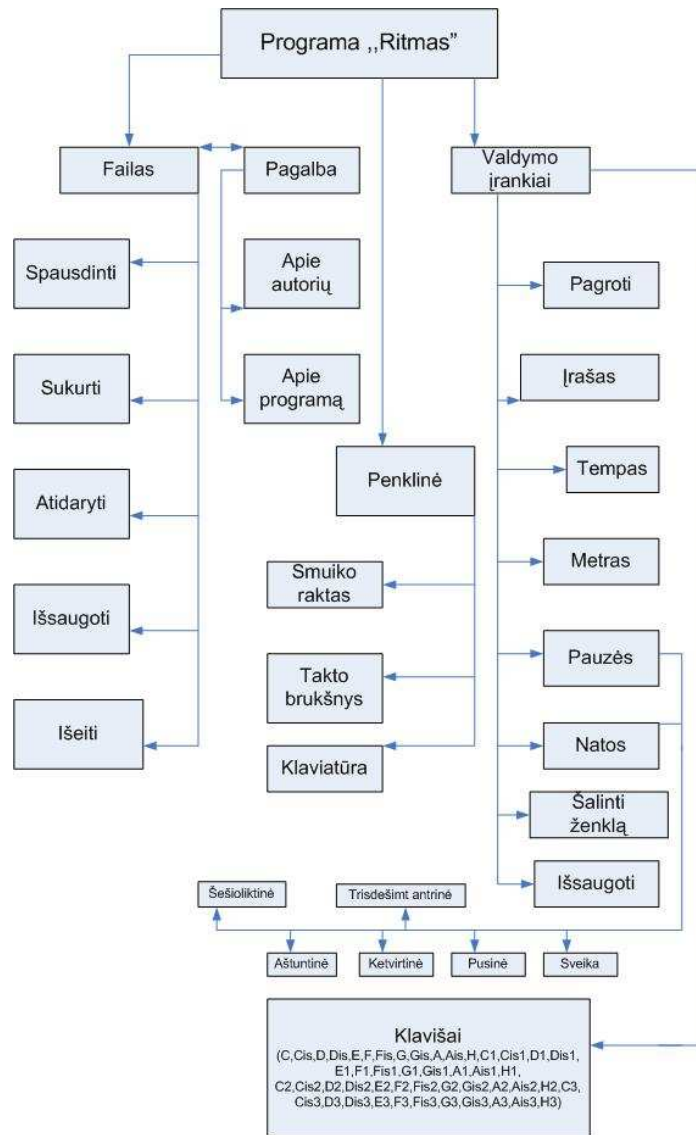 Programa ,,Ritmas”
Failas
Pagalba
Valdymo
įrankiai
Spausdinti
Sukurti
Atidaryti
Išsaugoti
Išeiti
Apie
autorių
Apie
programą
Penklinė
Smuiko
raktas
Takto
brukšnys
Klaviatūra
Pagroti
Įrašas
Tempas
Metras
Pauzės
Natos
Šalinti
ženklą
Išsaugoti
Šešioliktinė
Trisdešimt antrinė
Aštuntinė
Ketvirtinė
Pusinė
Sveika
Klavišai
(C,Cis,D,Dis,E,F,Fis,G,Gis,A,Ais,H,C1,Cis1,D1,Dis1,
E1,F1,Fis1,G1,Gis1,A1,Ais1,H1,
C2,Cis2,D2,Dis2,E2,F2,Fis2,G2,Gis2,A2,Ais2,H2,C3,
Cis3,D3,Dis3,E3,F3,Fis3,G3,Gis3,A3,Ais3,H3)